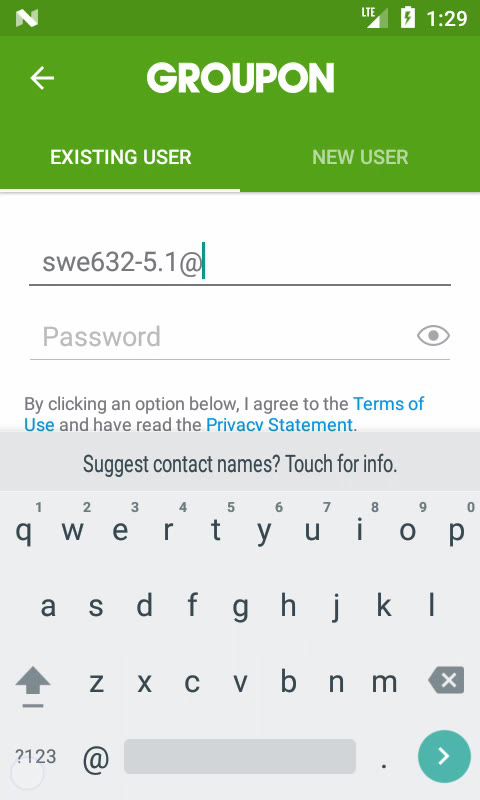 LTE 1:29
GROUPON
EXISTING USER NEW USER
swe632-5.1@
Password
By clicking an option below, I agree to the Terms of
Use and have read the Privacy Statement.
Suggest contact names? Touch for info.
1 2 3 4 5 6 7 8 9 0
q w e r t y u i o p
a s d f g h j k l
z x c v b n m
?123 @ .